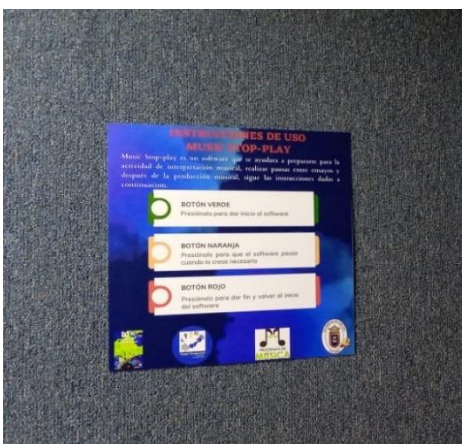 INSTRUCCIONES DE USO
MUSIC STOP-PLAY
Music Stop-play es un software que te ayudara a prepararte para la
actividad de interpretación musical, realizar pausas entre ensayos y
después de la producción musical, sigue las instrucciones dadas a
continuacion.
BOTÓN VERDE
Presiónalo para dar inicio al software
BOTÓN NARANJA
Presiónalo para que el software pause
cuando lo creas necesario
BOTÓN ROJO
Presiónalo para dar fin y volver al inicio
del software
MÚSICA